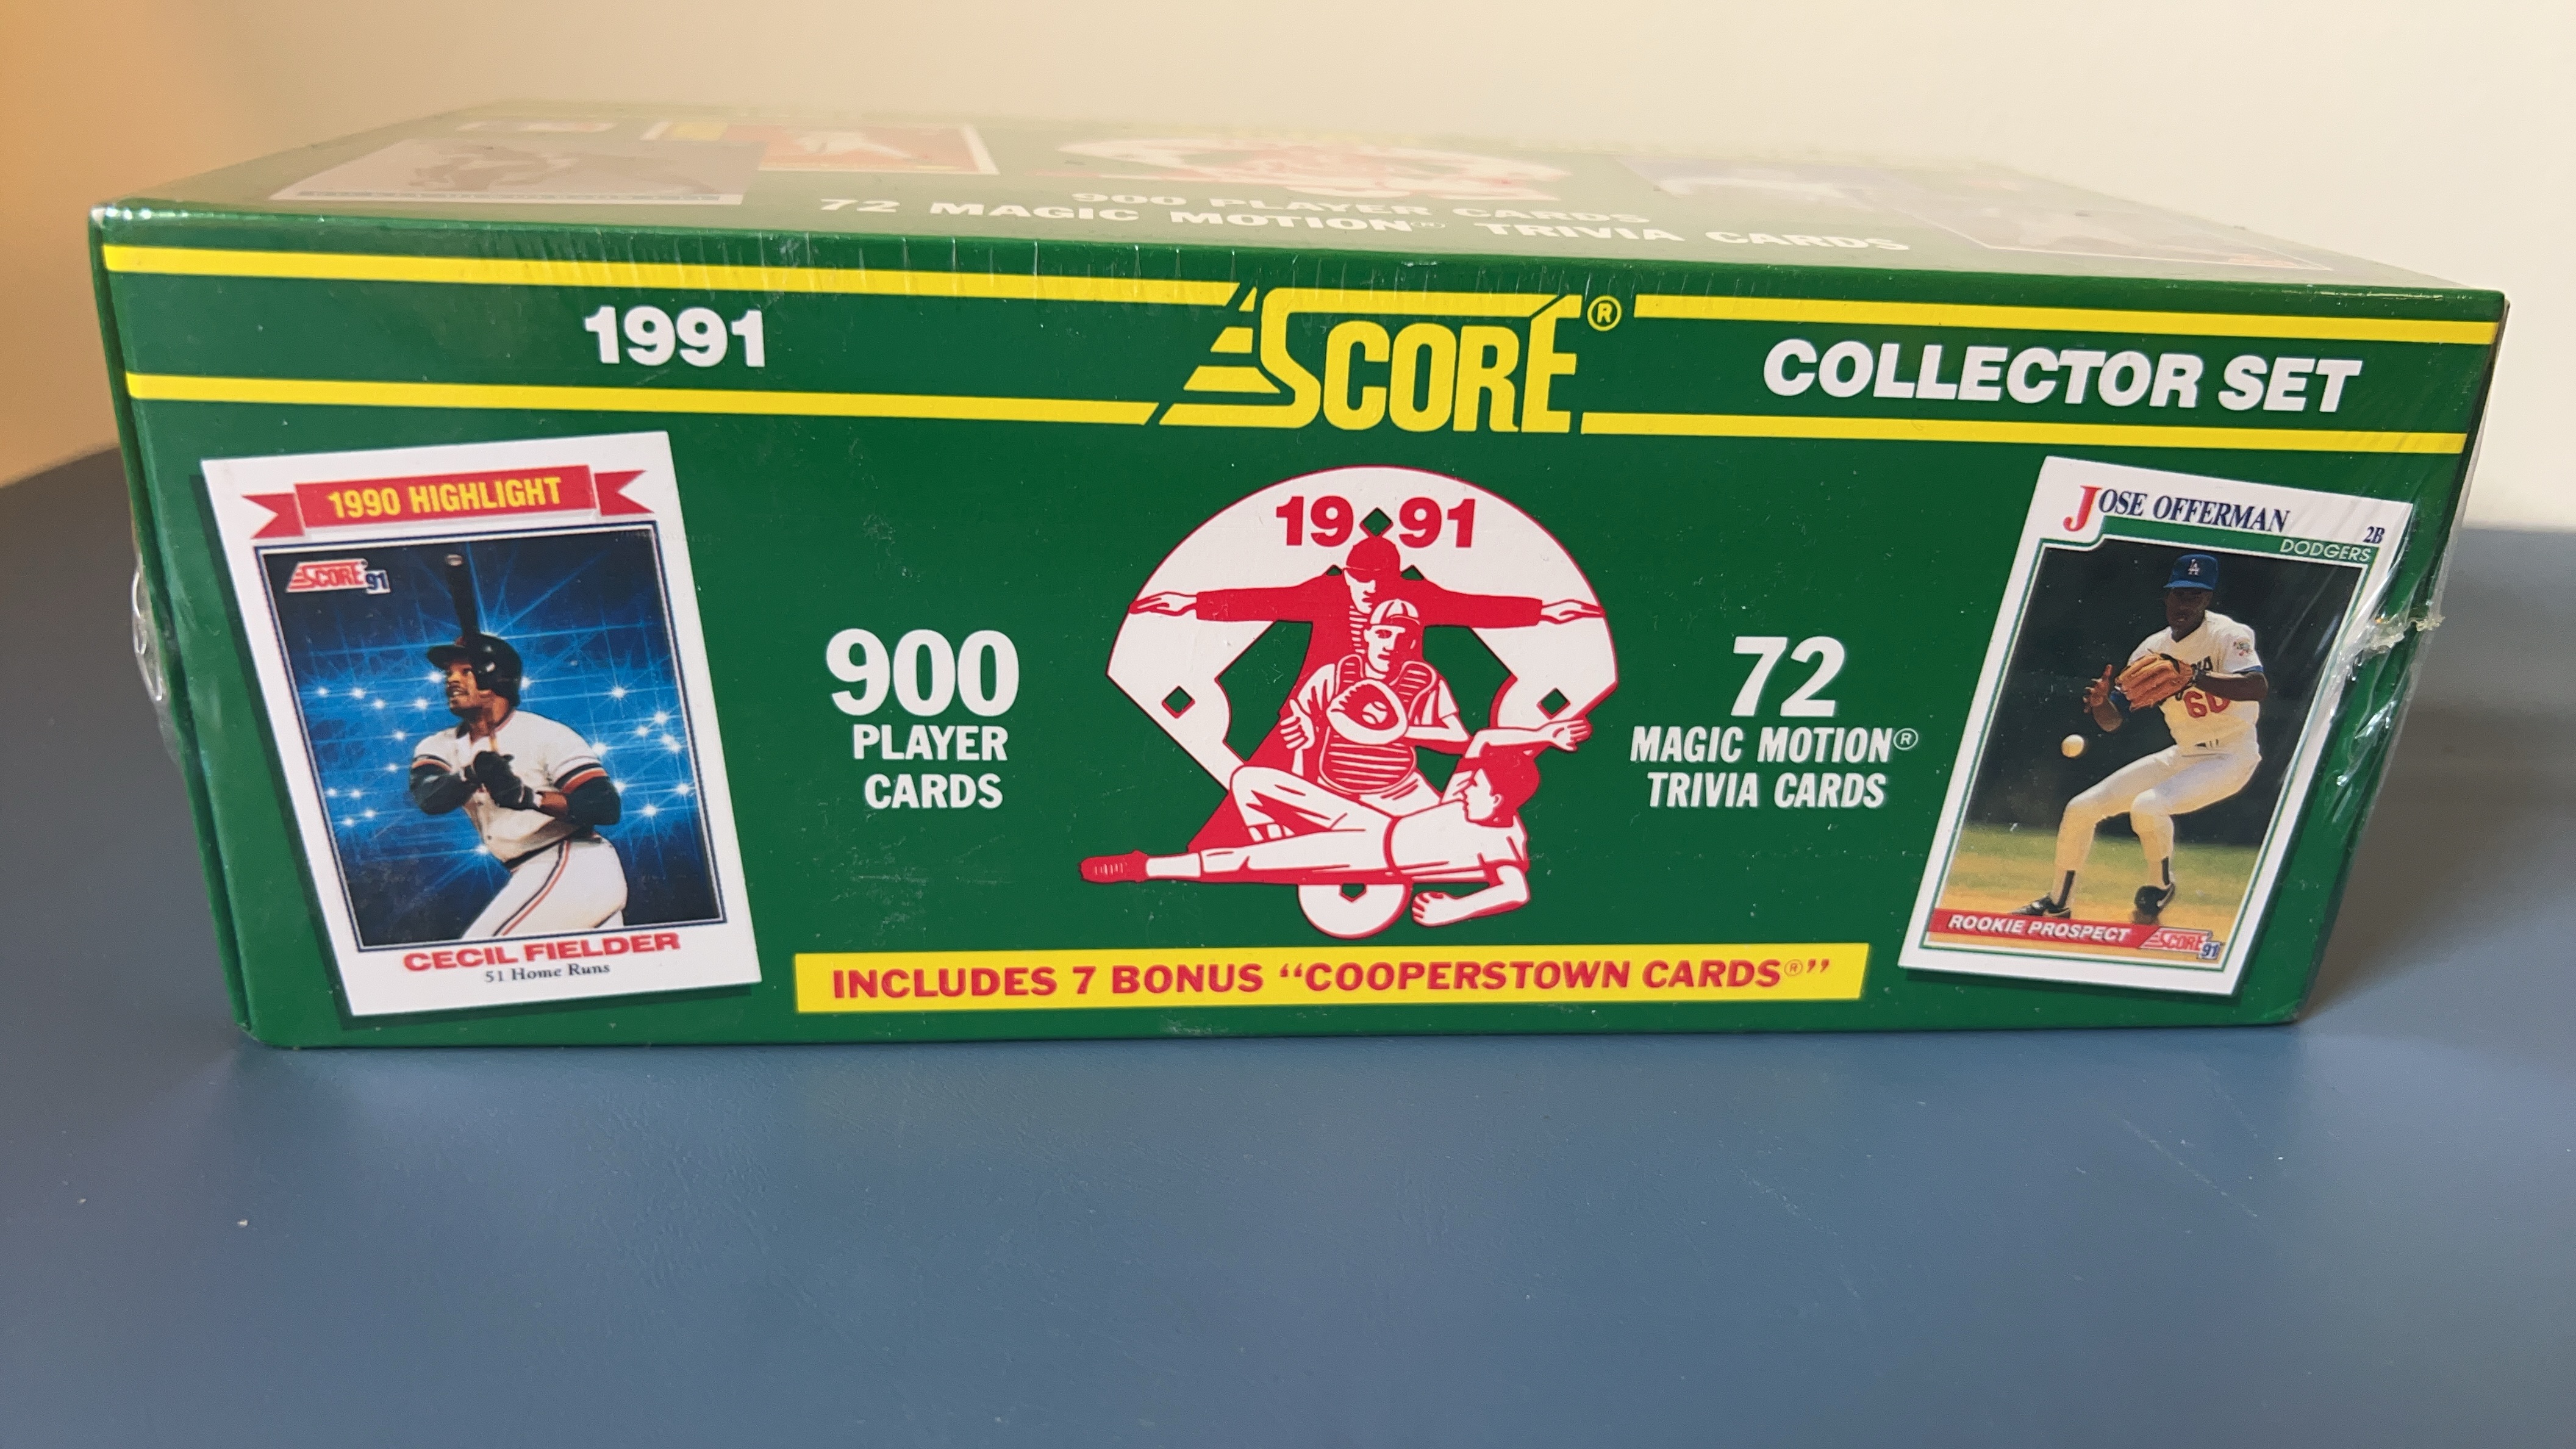 900 PLAYER CARDS
72 MAGIC MOTION® TRIVIA CARDS
1991
SCORE®
COLLECTOR SET
1990 HIGHLIGHT
SCORE 91
CECIL FIELDER
51 Home Runs
900
PLAYER
CARDS
19 91
72
MAGIC MOTION®
TRIVIA CARDS
INCLUDES 7 BONUS “COOPERSTOWN CARDS®”
JOSE OFFERMAN
2B
DODGERS
LA
60
ROOKIE PROSPECT
SCORE 91